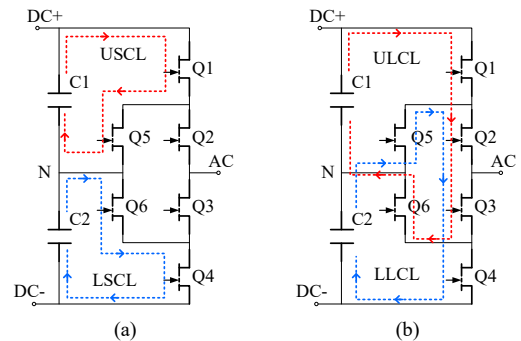 DC+
USCL
Q1
C1
Q5
Q2
N
AC
C2
Q6
Q3
LSCL
Q4
DC-
(a)
DC+
ULCL
Q1
C1
Q5
Q2
N
AC
C2
Q6
Q3
LLCL
Q4
DC-
(b)